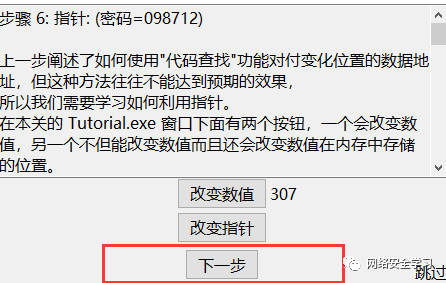 步骤 6: 指针: (密码=098712)
上一步阐述了如何使用"代码查找"功能对付变化位置的数据地
址，但这种方法往往不能达到预期的效果，
所以我们需要学习如何利用指针。
在本关的 Tutorial.exe 窗口下面有两个按钮，一个会改变数
值，另一个不但能改变数值而且还会改变数值在内存中存储
的位置。
改变数值 307
改变指针
下一步
网络安全学习
跳过